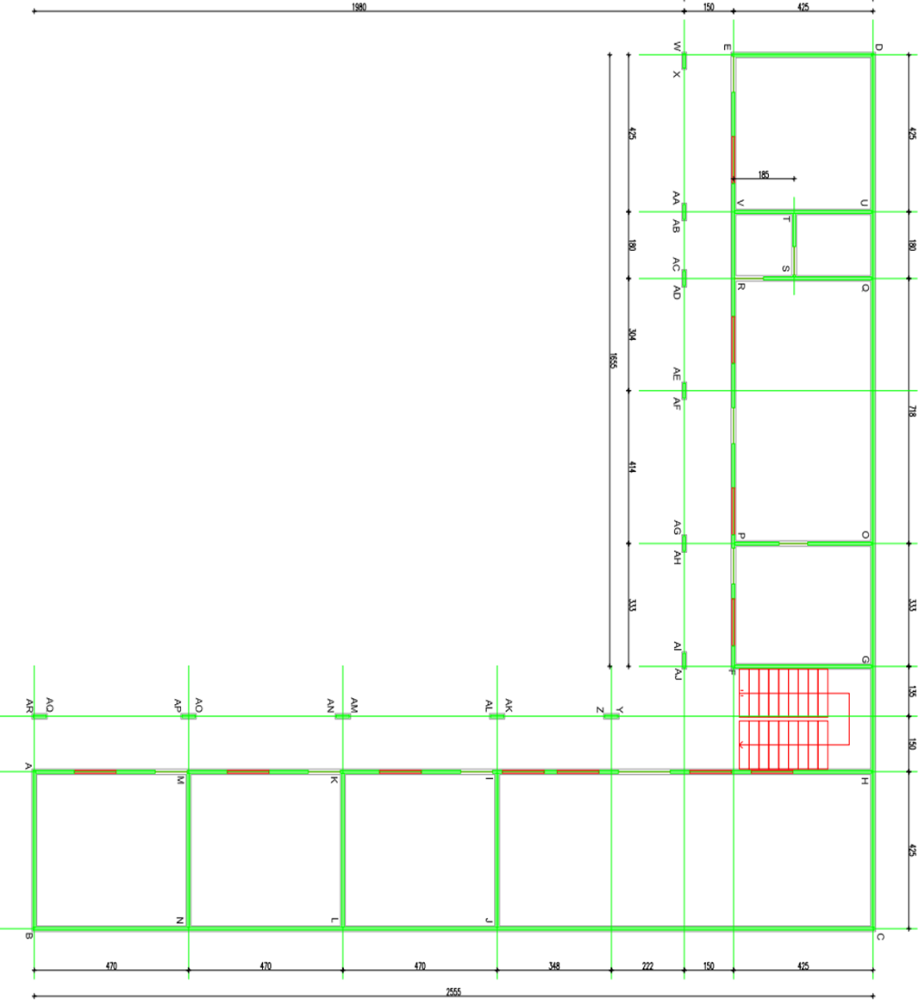 1980 150 425
W E D
X
425 425
185
AA V U
AB T
180 180
AC S
AD R Q
304
1655
AE
AF 718
414
AG P O
AH
333 333
AI G
AJ F
135
AR AQ AP AO AN AM AL AK Z Y
150
A M K I H
425
N L J
B C
470 470 470 348 222 150 425
2555